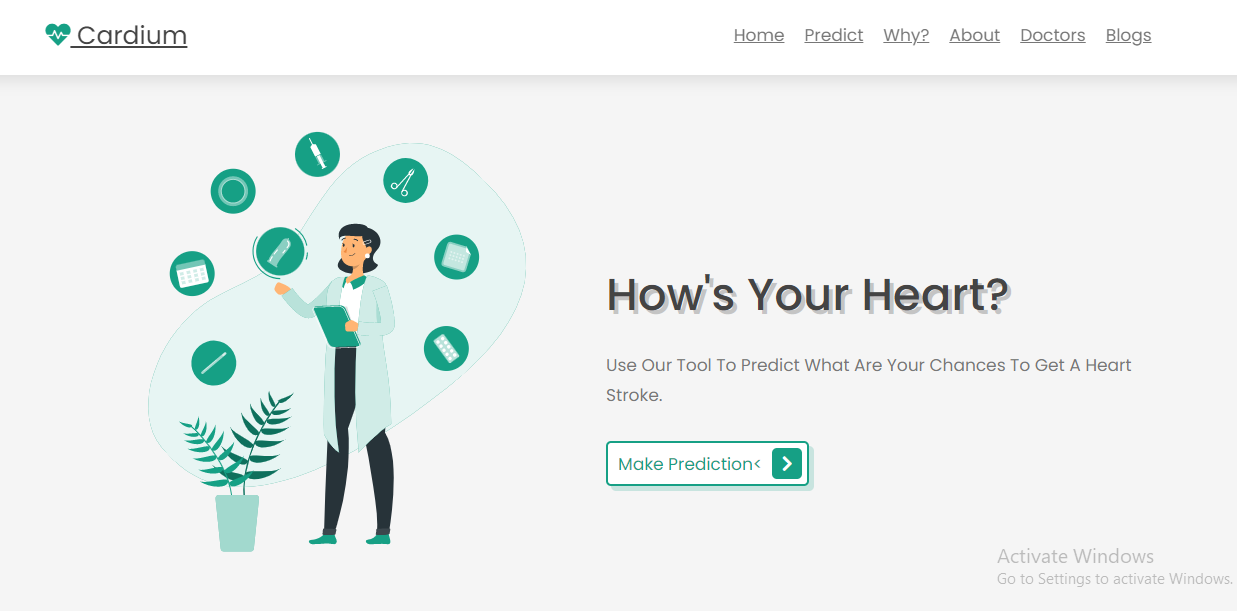 Cardium
Home Predict Why? About Doctors Blogs
How's Your Heart?
Use Our Tool To Predict What Are Your Chances To Get A Heart
Stroke.
Make Prediction<
Activate Windows
Go to Settings to activate Windows.